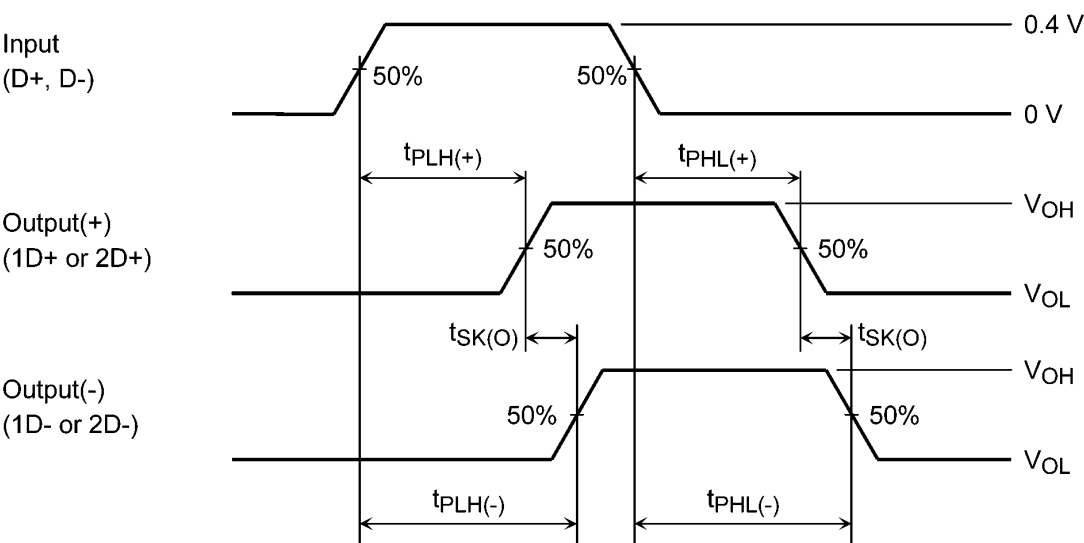 0.4 V
Input
(D+, D-)
50%
50%
0 V
tPLH(+)
tPHL(+)
Output(+)
(1D+ or 2D+)
VOH
50%
50%
VOL
tSK(O)
tSK(O)
Output(-)
(1D- or 2D-)
VOH
50%
50%
VOL
tPLH(-)
tPHL(-)